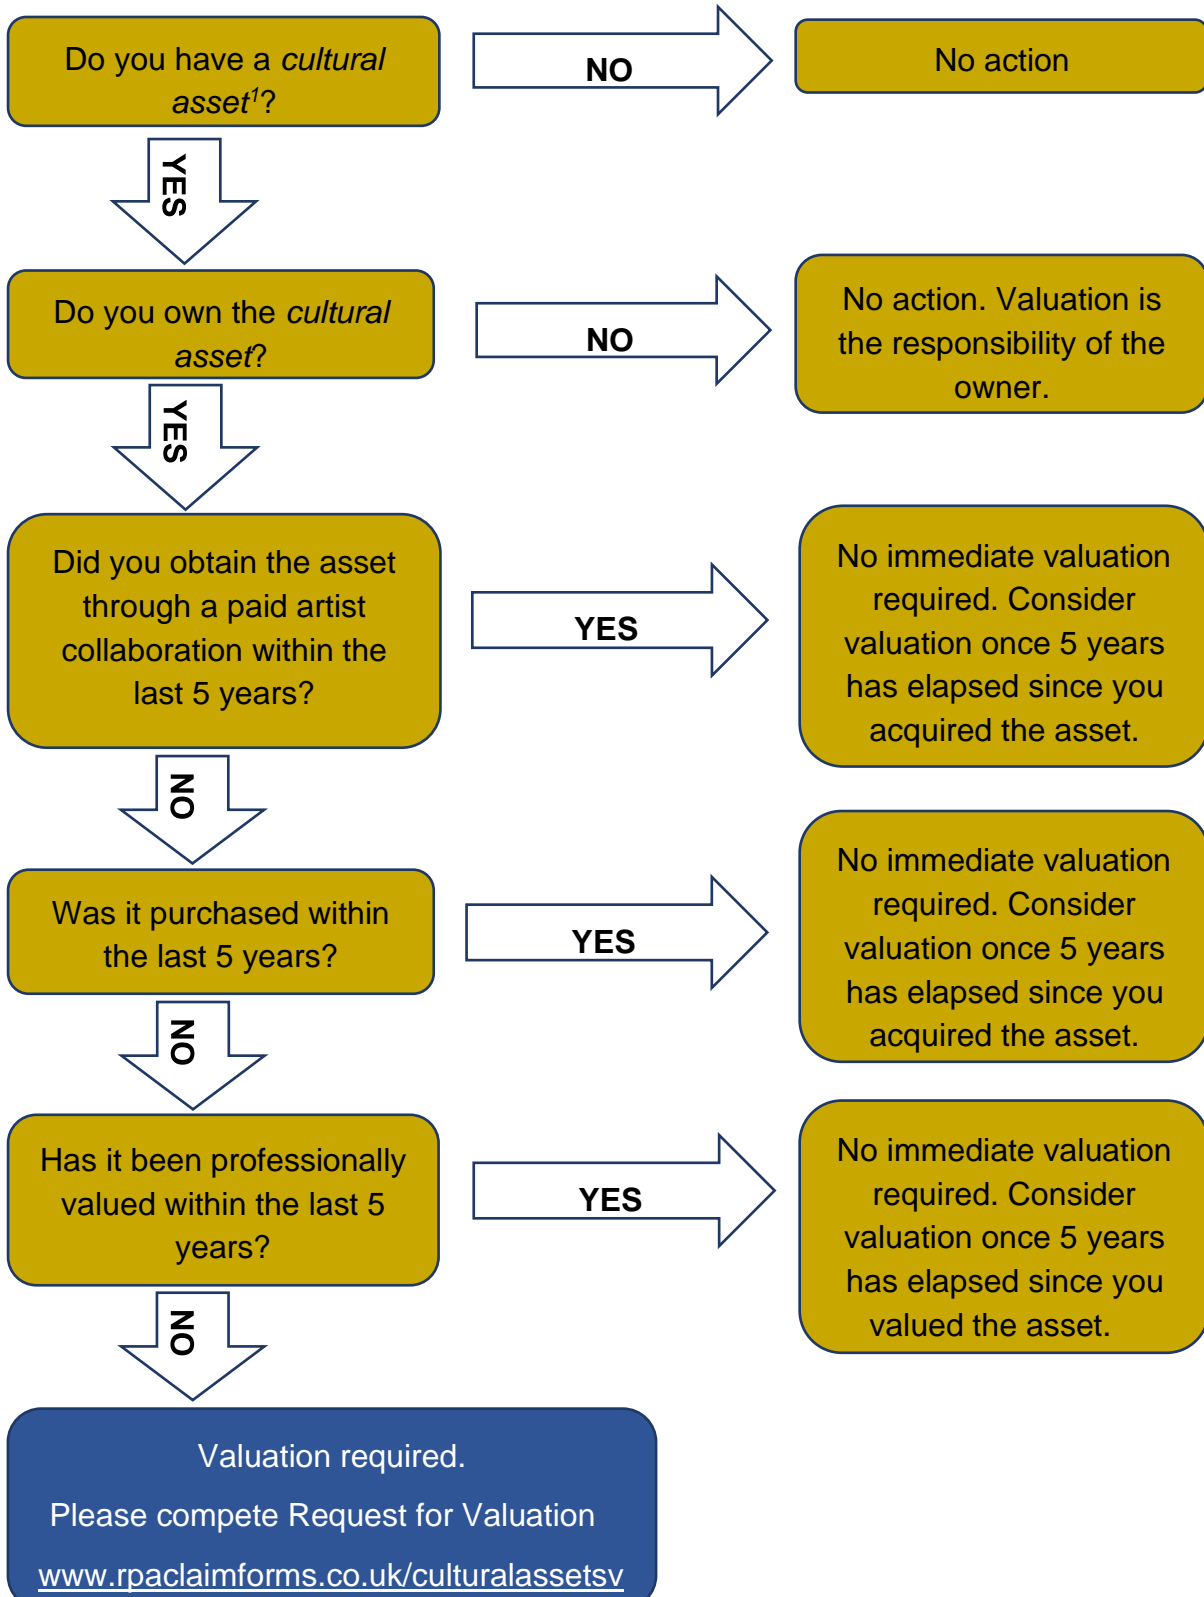 Do you have a cultural
asset¹?
NO
No action
YES
Do you own the cultural
asset?
NO
No action. Valuation is
the responsibility of the
owner.
YES
Did you obtain the asset
through a paid artist
collaboration within the
last 5 years?
YES
No immediate valuation
required. Consider
valuation once 5 years
has elapsed since you
acquired the asset.
NO
Was it purchased within
the last 5 years?
YES
No immediate valuation
required. Consider
valuation once 5 years
has elapsed since you
acquired the asset.
NO
Has it been professionally
valued within the last 5
years?
YES
No immediate valuation
required. Consider
valuation once 5 years
has elapsed since you
valued the asset.
NO
Valuation required.
Please compete Request for Valuation
www.rpaclaimforms.co.uk/culturalassetsv